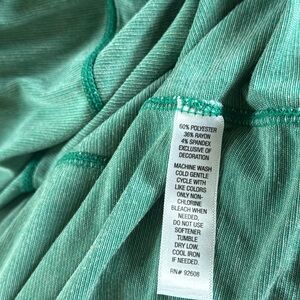 60% POLYESTER
36% RAYON
4% SPANDEX
EXCLUSIVE OF
DECORATION
MACHINE WASH
COLD GENTLE
CYCLE WITH
LIKE COLORS
ONLY NON-
CHLORINE
BLEACH WHEN
NEEDED,
DO NOT USE
SOFTENER
TUMBLE
DRY LOW,
COOL IRON
IF NEEDED.
RN# 92608